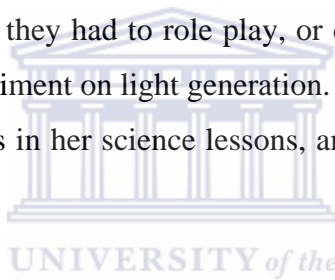 they had to role play, or
iment on light generation.
s in her science lessons, an
UNIVERSITY of the